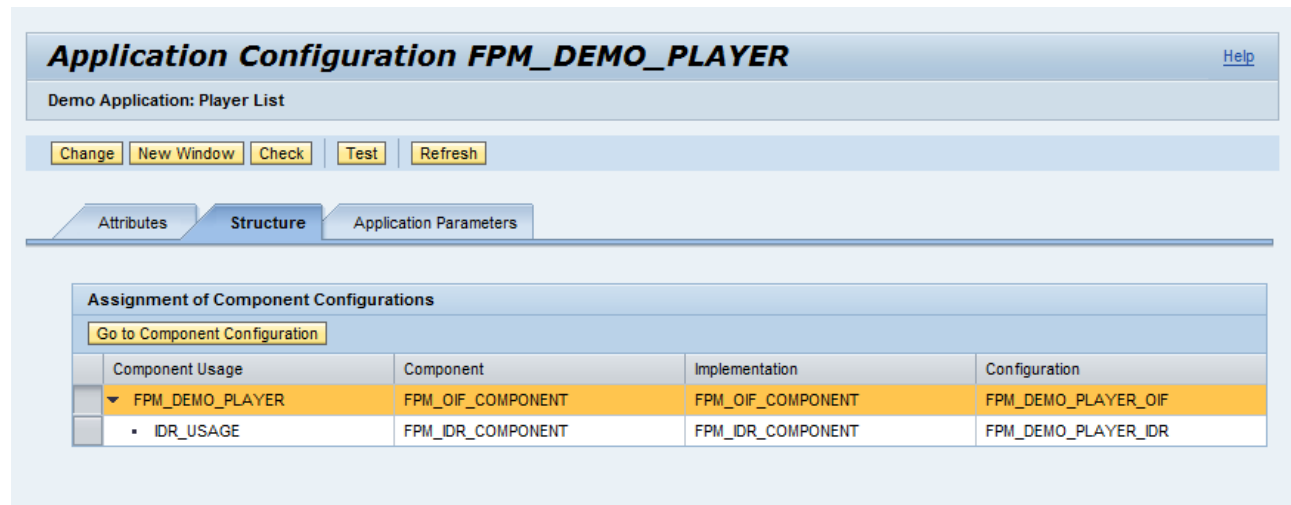 Application Configuration FPM_DEMO_PLAYER Help
Demo Application: Player List
Change New Window Check Test Refresh
Attributes Structure Application Parameters
Assignment of Component Configurations
Go to Component Configuration
Component Usage Component Implementation Configuration
FPM_DEMO_PLAYER FPM_OIF_COMPONENT FPM_OIF_COMPONENT FPM_DEMO_PLAYER_OIF
IDR_USAGE FPM_IDR_COMPONENT FPM_IDR_COMPONENT FPM_DEMO_PLAYER_IDR